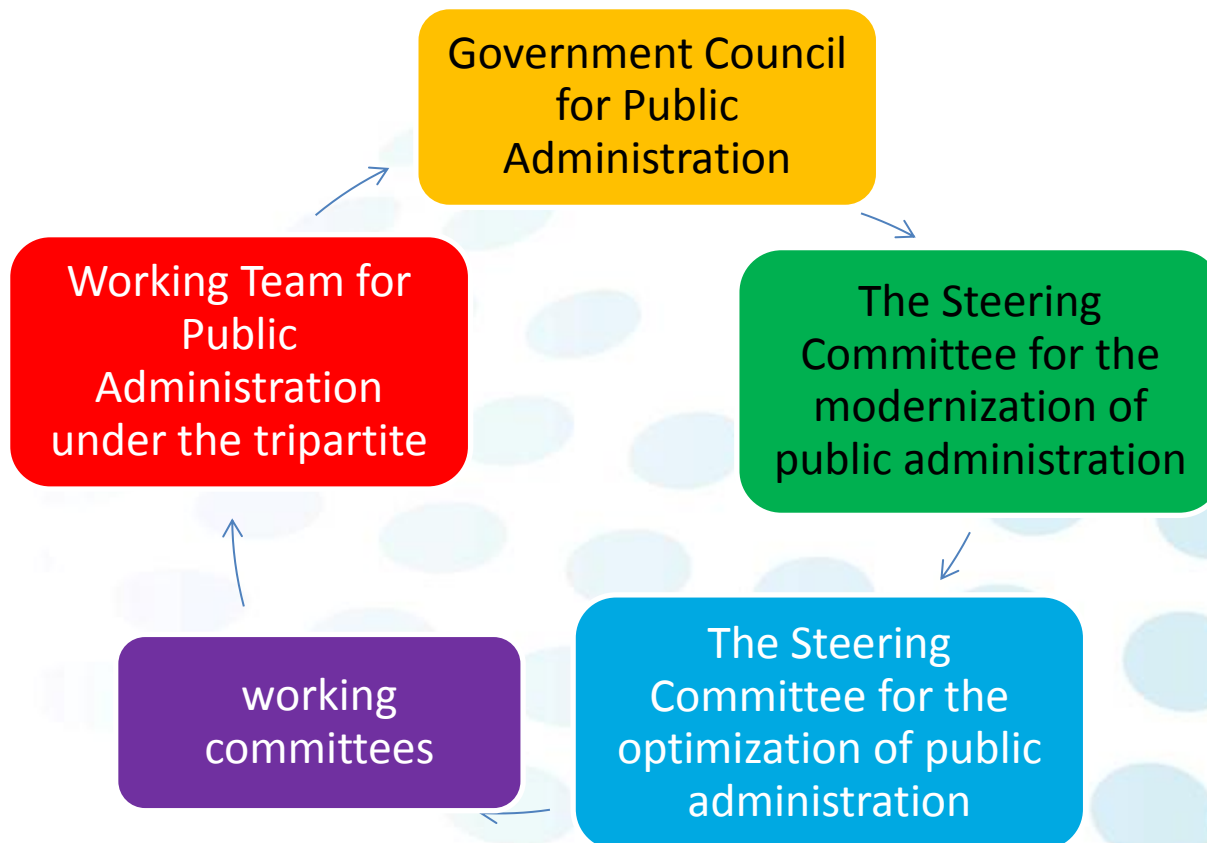 Government Council
for Public
Administration
The Steering
Committee for the
modernization of
public administration
The Steering
Committee for the
optimization of public
administration
working
committees
Working Team for
Public
Administration
under the tripartite